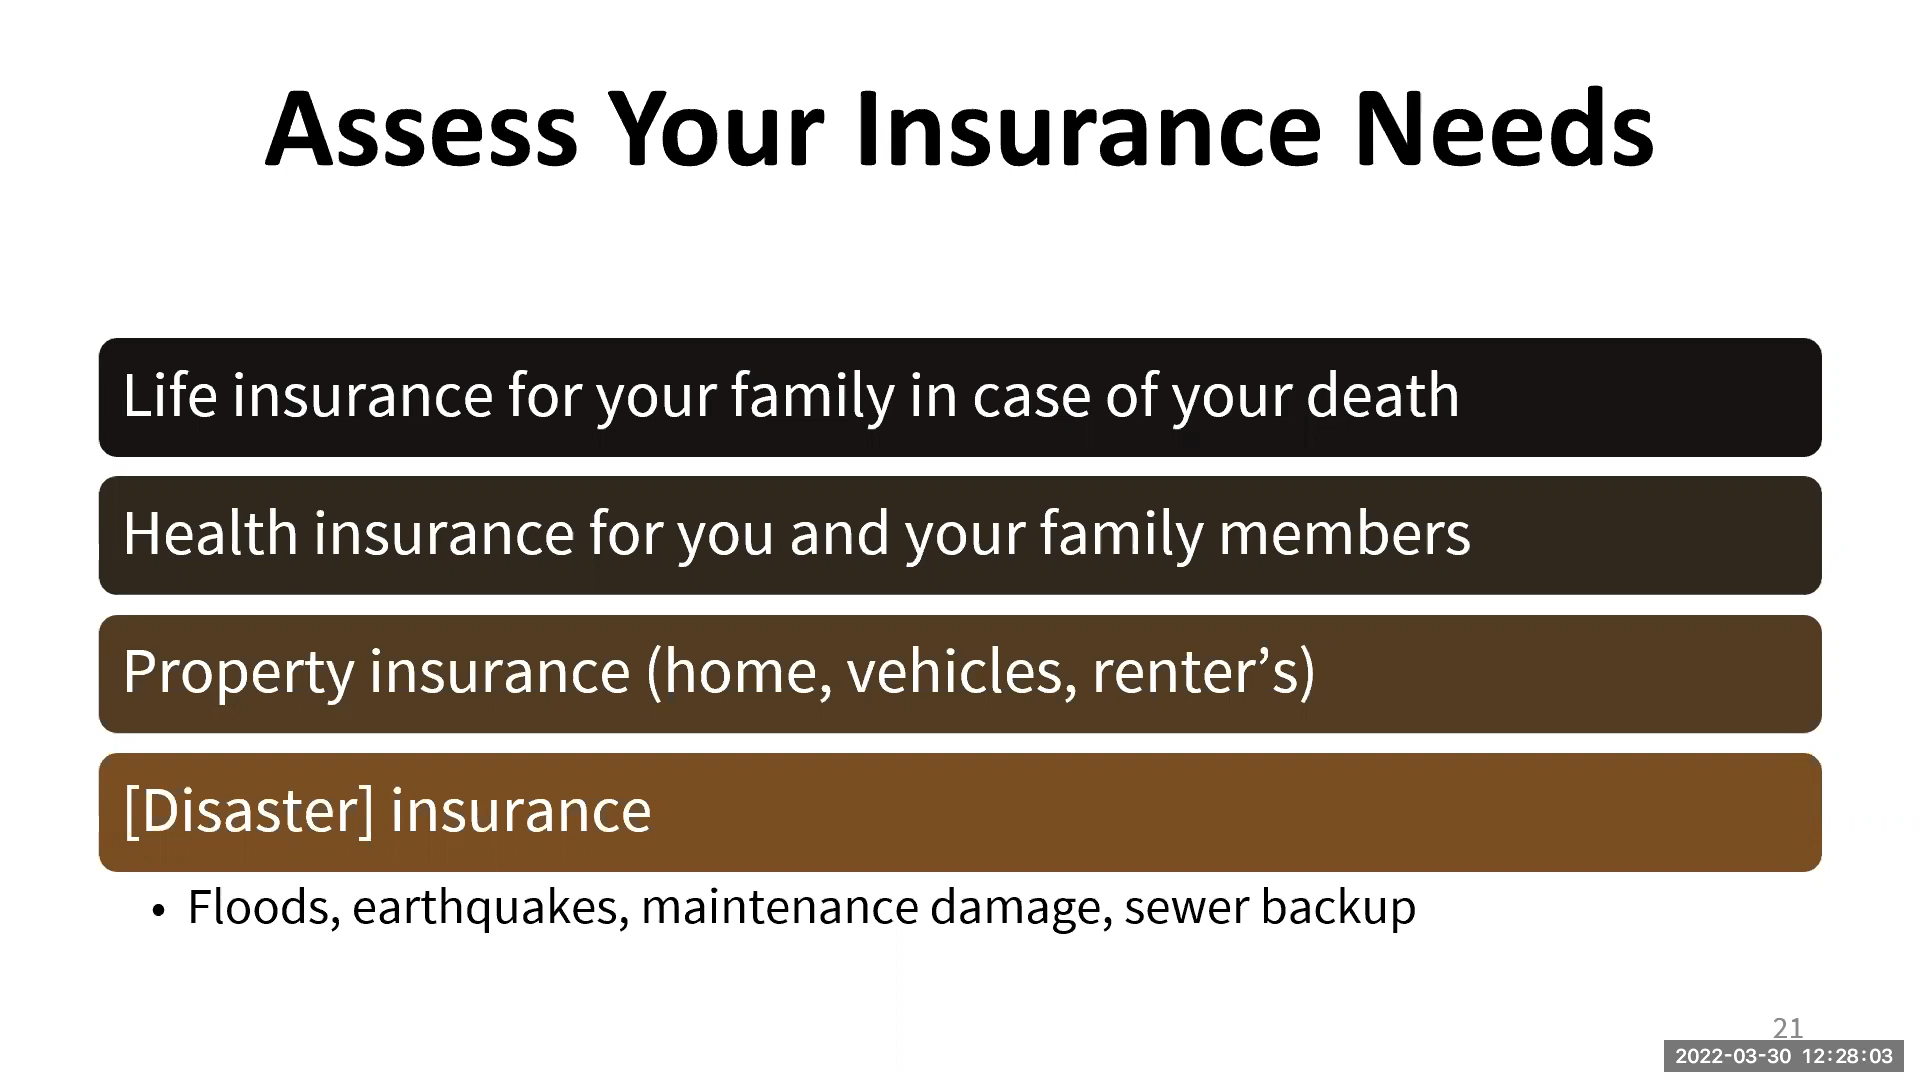 Assess Your Insurance Needs
Life insurance for your family in case of your death
Health insurance for you and your family members
Property insurance (home, vehicles, renter’s)
[Disaster] insurance
• Floods, earthquakes, maintenance damage, sewer backup
21
2022-03-30 12:28:03